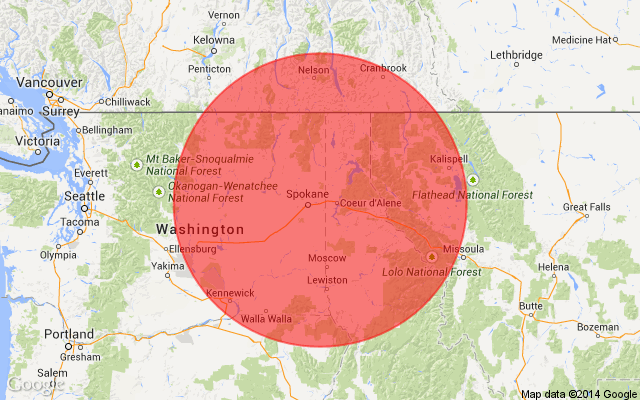 Vernon
Kelowna
Medicine Hat
Lethbridge
Penticton
Nelson
Cranbrook
Vancouver
Surrey
Chilliwack
Nanaimo
Bellingham
Victoria
Mt Baker-Snoqualmie
National Forest
Kalispell
Everett
Okanogan-Wenatchee
National Forest
Flathead National Forest
Seattle
Spokane
Coeur d'Alene
Tacoma
Great Falls
Washington
Olympia
Ellensburg
Missoula
Moscow
Yakima
Lolo National Forest
Helena
Lewiston
Kennewick
Butte
Walla Walla
Portland
Bozeman
Gresham
Salem
Google
Map data ©2014 Google